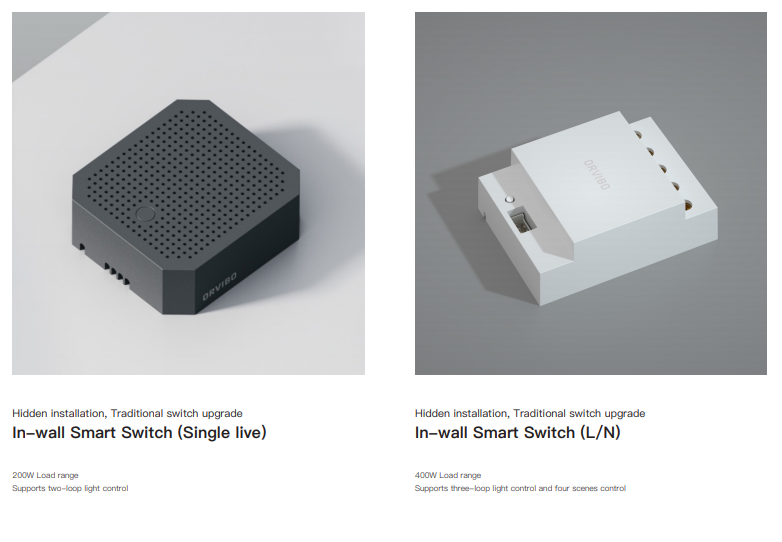 ORVIBO
ORVIBO
Hidden installation, Traditional switch upgrade
In-wall Smart Switch (Single live)
200W Load range
Supports two-loop light control
Hidden installation, Traditional switch upgrade
In-wall Smart Switch (L/N)
400W Load range
Supports three-loop light control and four scenes control